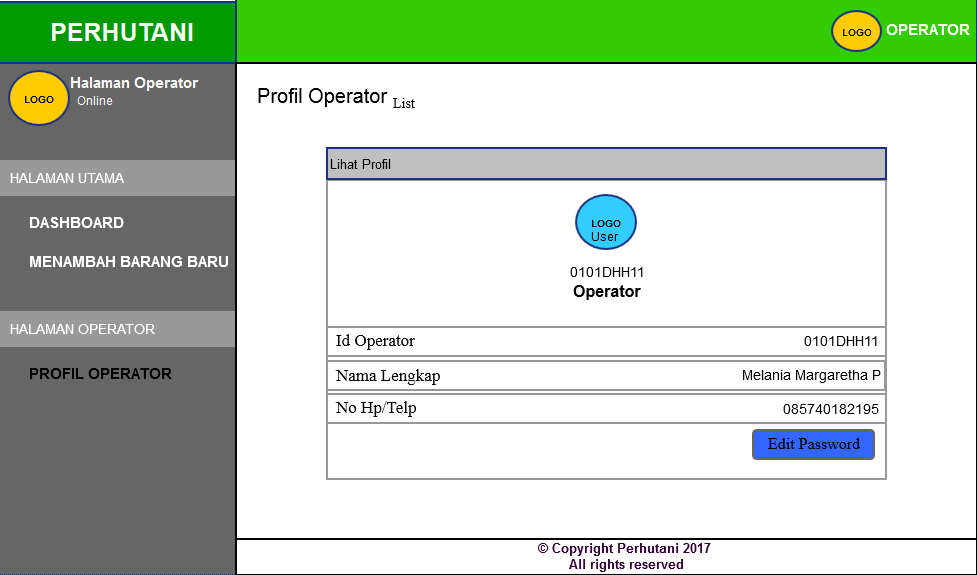 PERHUTANI
LOGO OPERATOR
LOGO
Halaman Operator
Online
Profil Operator List
HALAMAN UTAMA
DASHBOARD
MENAMBAH BARANG BARU
HALAMAN OPERATOR
PROFIL OPERATOR
Lihat Profil
LOGO
User
0101DHH11
Operator
Id Operator 0101DHH11
Nama Lengkap Melania Margaretha P
No Hp/Telp 085740182195
Edit Password
© Copyright Perhutani 2017
All rights reserved